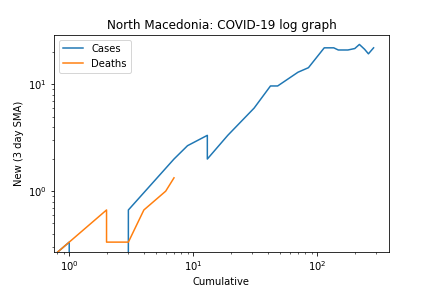 North Macedonia: COVID-19 log graph
Cases
Deaths
New (3 day SMA)
10¹
10⁰
10⁰ 10¹ 10²
Cumulative